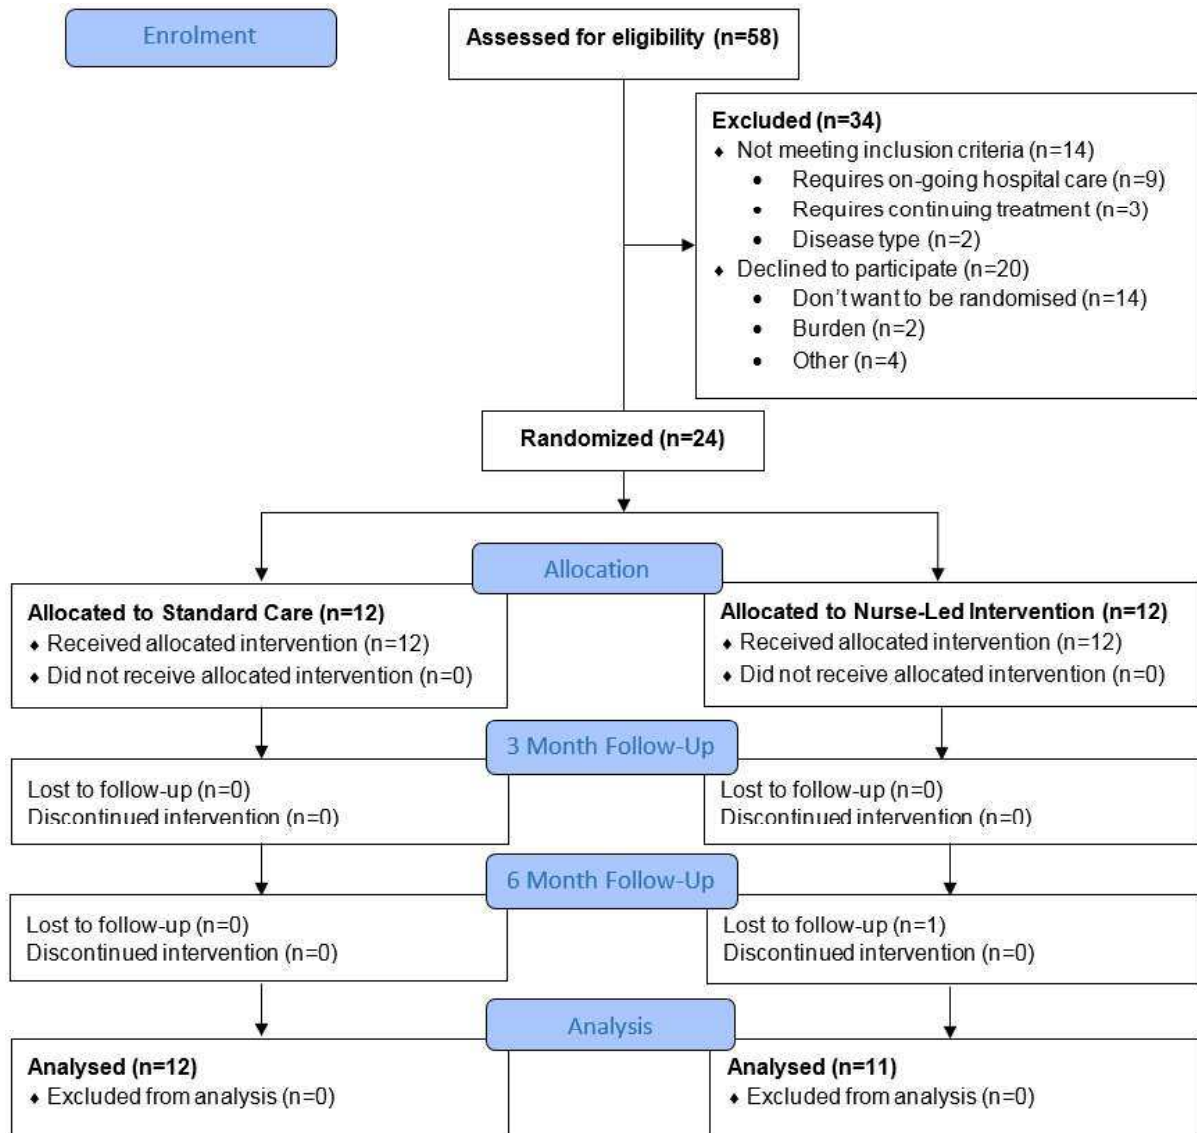 Enrolment
Assessed for eligibility (n=58)
Excluded (n=34)
♦ Not meeting inclusion criteria (n=14)
• Requires on-going hospital care (n=9)
• Requires continuing treatment (n=3)
• Disease type (n=2)
♦ Declined to participate (n=20)
• Don't want to be randomised (n=14)
• Burden (n=2)
• Other (n=4)
Randomized (n=24)
Allocation
Allocated to Standard Care (n=12)
♦ Received allocated intervention (n=12)
♦ Did not receive allocated intervention (n=0)
Allocated to Nurse-Led Intervention (n=12)
♦ Received allocated intervention (n=12)
♦ Did not receive allocated intervention (n=0)
3 Month Follow-Up
Lost to follow-up (n=0)
Discontinued intervention (n=0)
Lost to follow-up (n=0)
Discontinued intervention (n=0)
6 Month Follow-Up
Lost to follow-up (n=0)
Discontinued intervention (n=0)
Lost to follow-up (n=1)
Discontinued intervention (n=0)
Analysis
Analysed (n=12)
♦ Excluded from analysis (n=0)
Analysed (n=11)
♦ Excluded from analysis (n=0)